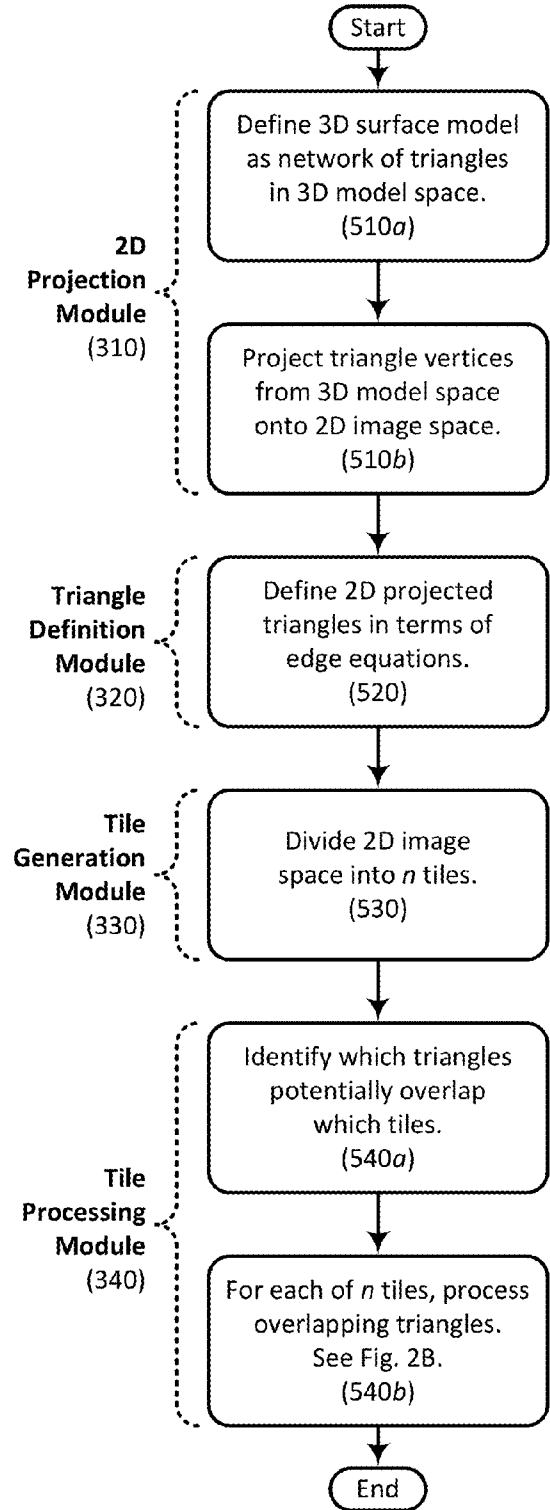 Start
Define 3D surface model
as network of triangles
in 3D model space.
(510a)
2D
Projection
Module
(310)
Project triangle vertices
from 3D model space
onto 2D image space.
(510b)
Triangle
Definition
Module
(320)
Define 2D projected
triangles in terms of
edge equations.
(520)
Tile
Generation
Module
(330)
Divide 2D image
space into n tiles.
(530)
Tile
Processing
Module
(340)
Identify which triangles
potentially overlap
which tiles.
(540a)
For each of n tiles, process
overlapping triangles.
See Fig. 2B.
(540b)
End